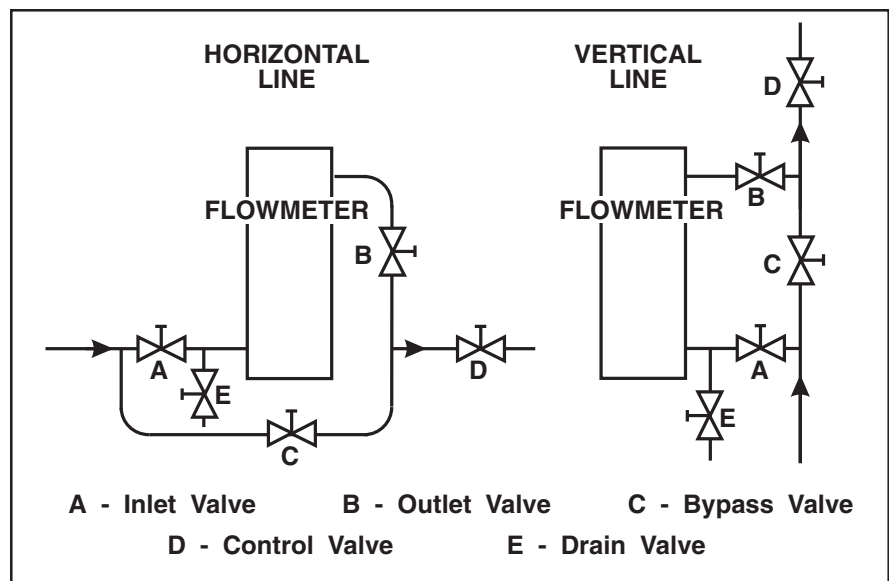 HORIZONTAL
LINE
FLOWMETER
B
A
E
D
C
VERTICAL
LINE
D
B
FLOWMETER
C
A
E
A - Inlet Valve B - Outlet Valve C - Bypass Valve
D - Control Valve E - Drain Valve